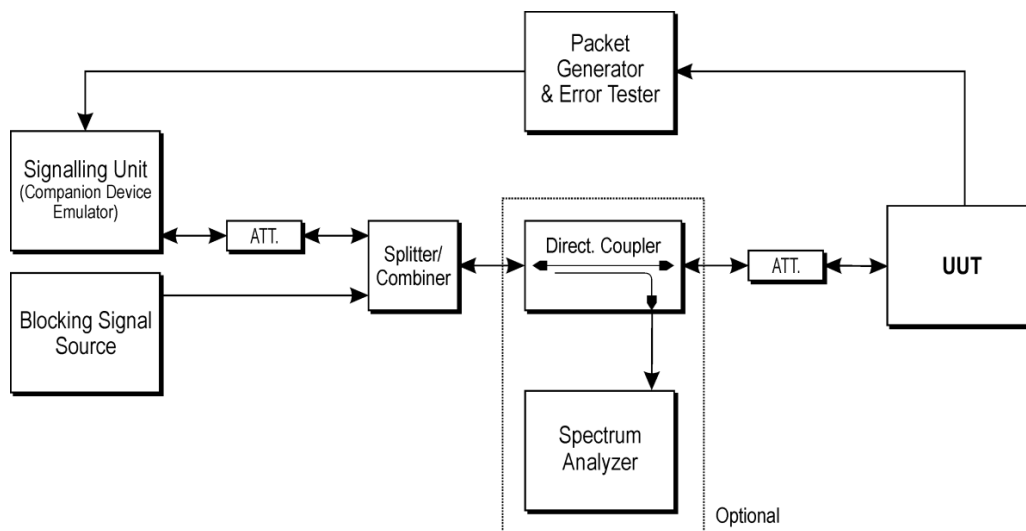 Packet
Generator
& Error Tester
Signalling Unit
(Companion Device
Emulator)
ATT.
Splitter/
Combiner
Direct. Coupler
ATT.
UUT
Blocking Signal
Source
Spectrum
Analyzer
Optional